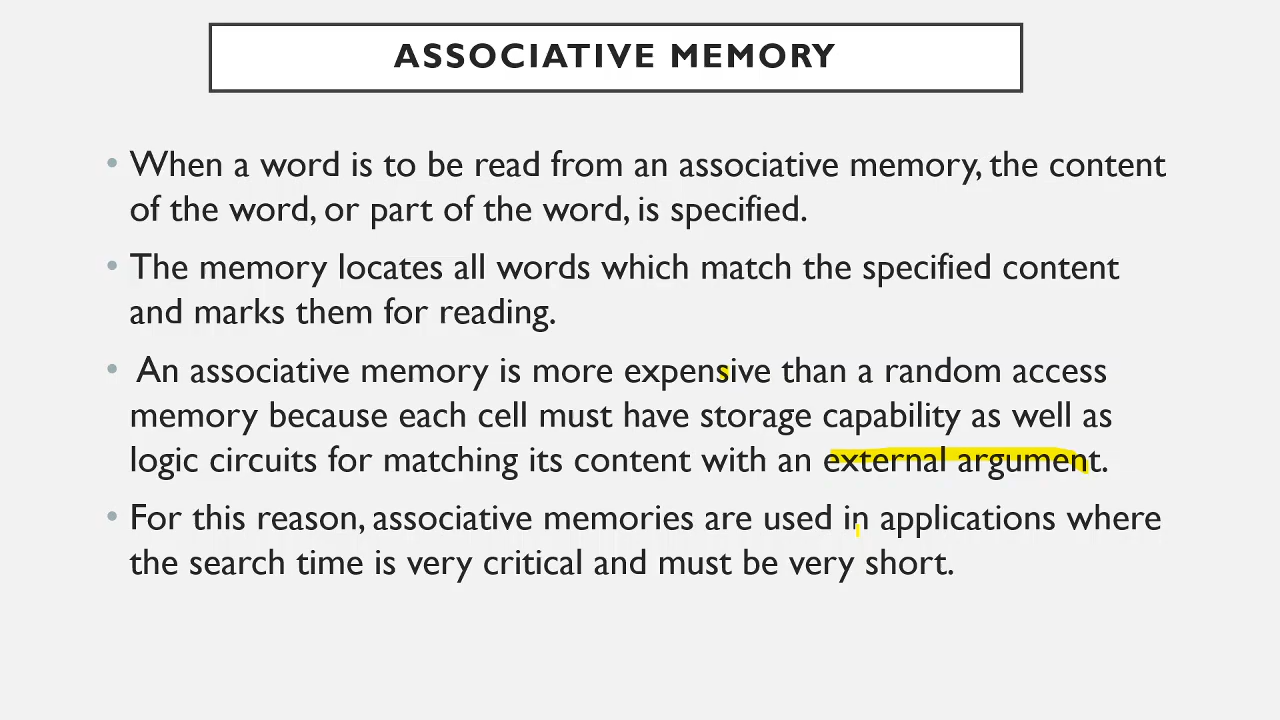 ASSOCIATIVE MEMORY
• When a word is to be read from an associative memory, the content
of the word, or part of the word, is specified.
• The memory locates all words which match the specified content
and marks them for reading.
• An associative memory is more expensive than a random access
memory because each cell must have storage capability as well as
logic circuits for matching its content with an external argument.
• For this reason, associative memories are used in applications where
the search time is very critical and must be very short.